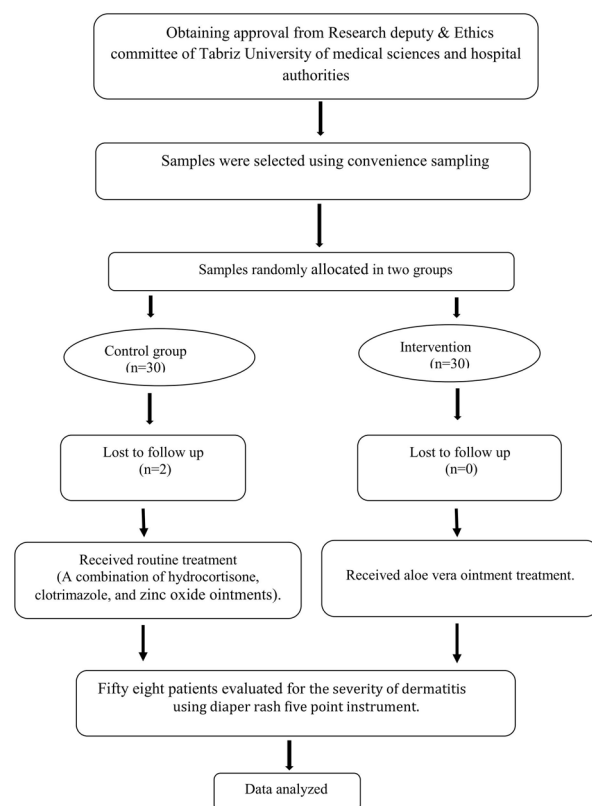 Obtaining approval from Research deputy & Ethics
committee of Tabriz University of medical sciences and hospital
authorities
Samples were selected using convenience sampling
Samples randomly allocated in two groups
Control group
(n=30)
Intervention
(n=30)
Lost to follow up
(n=2)
Lost to follow up
(n=0)
Received routine treatment
(A combination of hydrocortisone,
clotrimazole, and zinc oxide ointments).
Received aloe vera ointment treatment.
Fifty eight patients evaluated for the severity of dermatitis
using diaper rash five point instrument.
Data analyzed